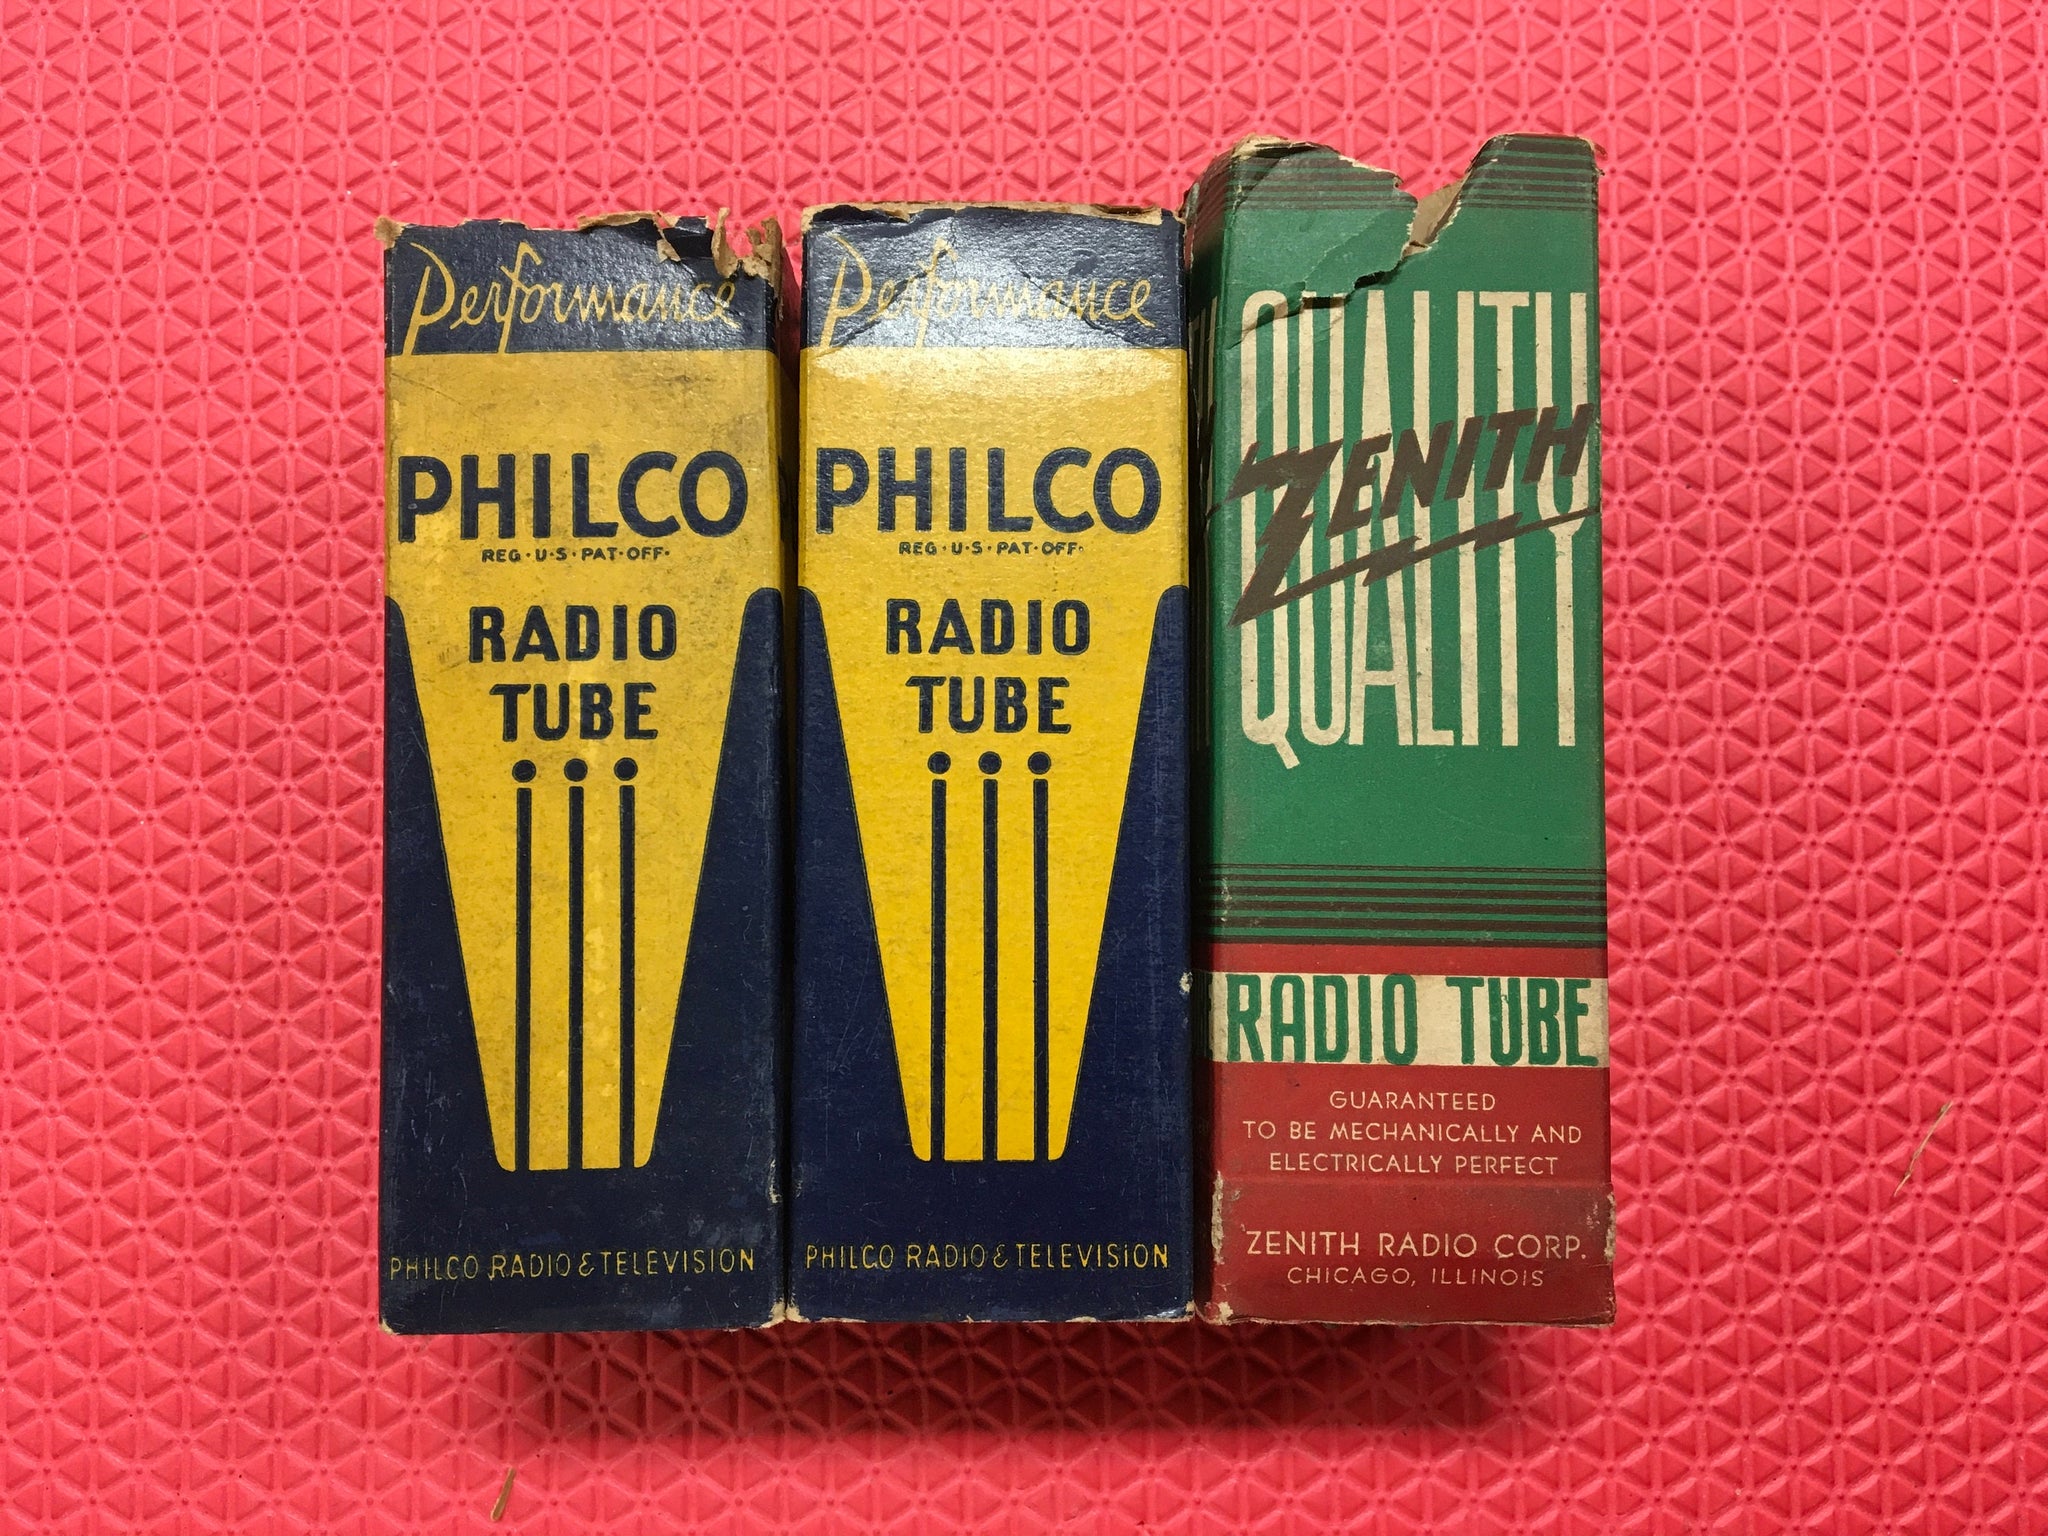 Performance
PHILCO
REG · U·S · PAT · OFF·
RADIO
TUBE
PHILCO RADIO & TELEVISION
Performance
PHILCO
REG · U·S · PAT · OFF·
RADIO
TUBE
PHILCO RADIO & TELEVISION
QUALITY
ZENITH
QUALITY
RADIO TUBE
GUARANTEED
TO BE MECHANICALLY AND
ELECTRICALLY PERFECT
ZENITH RADIO CORP.
CHICAGO, ILLINOIS